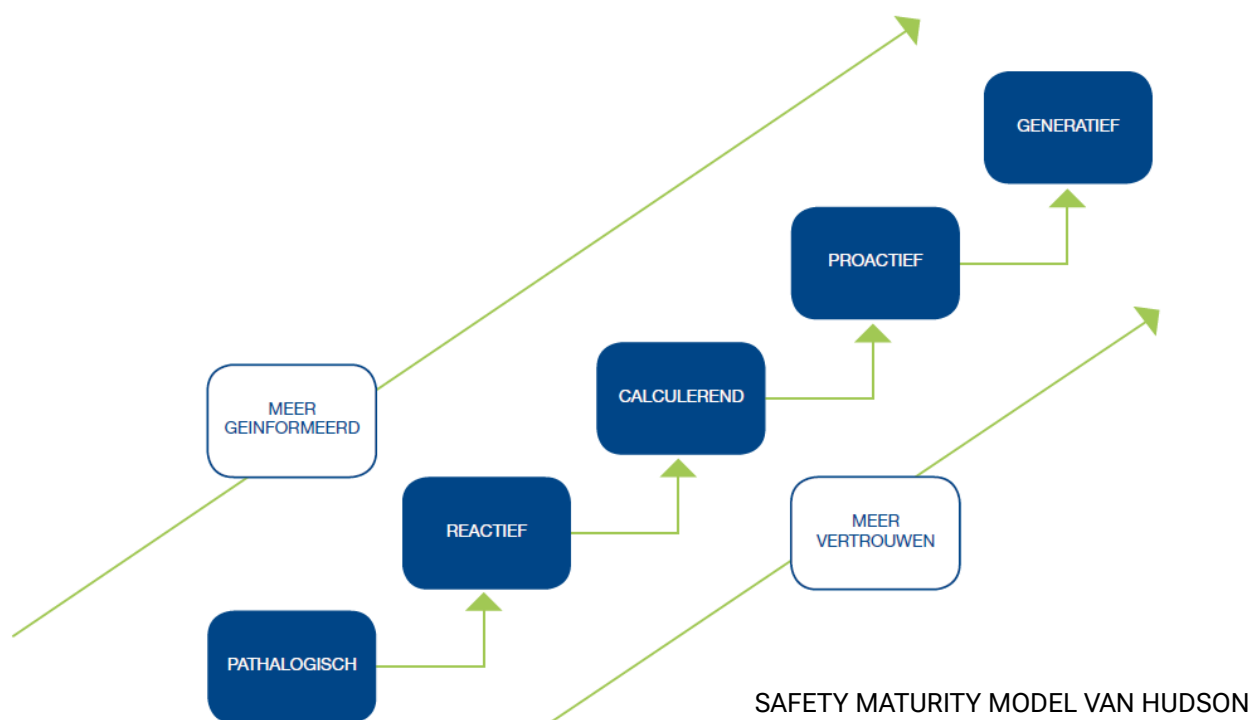 GENERATIEF
PROACTIEF
MEER
GEINFORMEERD
CALCULEREND
REACTIEF
MEER
VERTROUWEN
PATHALOGISCH
SAFETY MATURITY MODEL VAN HUDSON